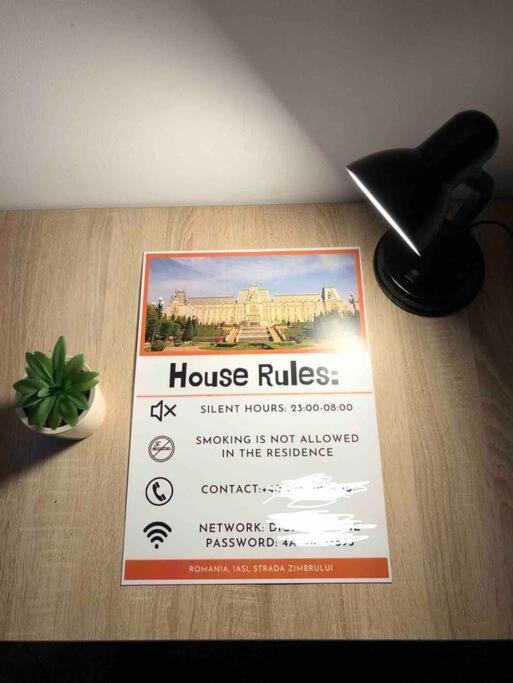 House Rules:
SILENT HOURS: 23:00-08:00
SMOKING IS NOT ALLOWED
IN THE RESIDENCE
CONTACT:
NETWORK:
PASSWORD:
ROMANIA, IASI, STRADA ZIMBRULUI